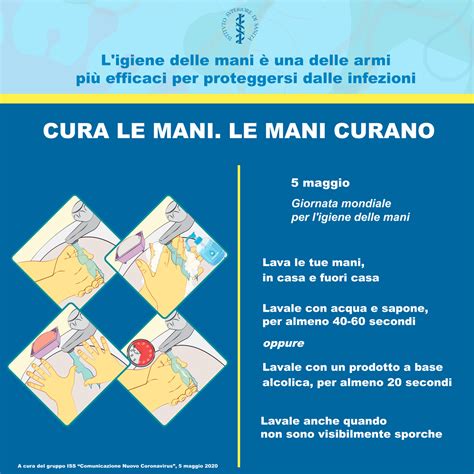 ISTITUTO SUPERIORE DI SANITÀ
L'igiene delle mani è una delle armi
più efficaci per proteggersi dalle infezioni
CURA LE MANI. LE MANI CURANO
5 maggio
Giornata mondiale
per l'igiene delle mani
Lava le tue mani,
in casa e fuori casa
Lavale con acqua e sapone,
per almeno 40-60 secondi
oppure
Lavale con un prodotto a base
alcolica, per almeno 20 secondi
Lavale anche quando
non sono visibilmente sporche
A cura del gruppo ISS “Comunicazione Nuovo Coronavirus”, 5 maggio 2020